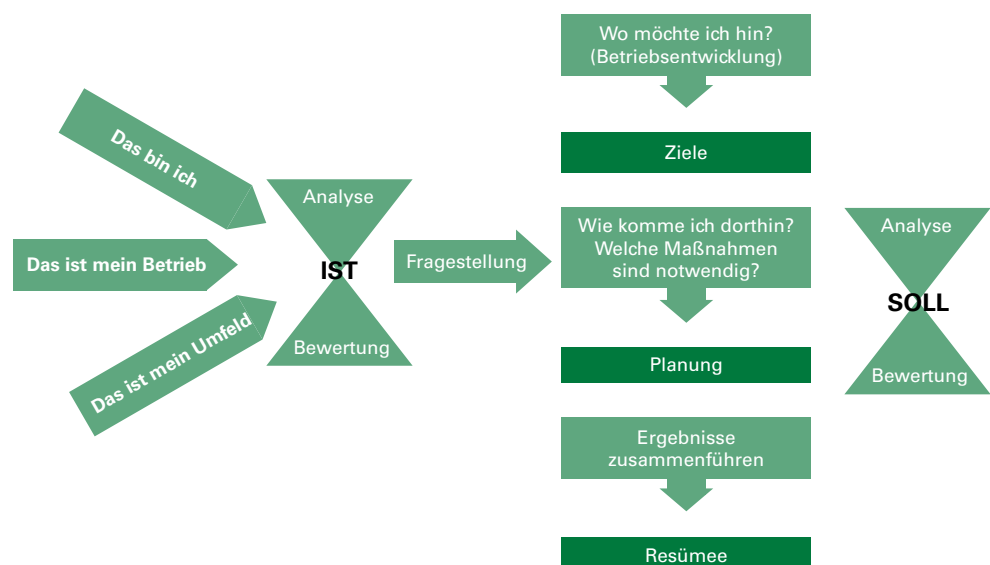 Das bin ich
Das ist mein Betrieb
Das ist mein Umfeld
Analyse
IST
Bewertung
Fragestellung
Wo möchte ich hin?
(Betriebsentwicklung)
Ziele
Wie komme ich dorthin?
Welche Maßnahmen
sind notwendig?
Planung
Ergebnisse
zusammenführen
Resümee
Analyse
SOLL
Bewertung